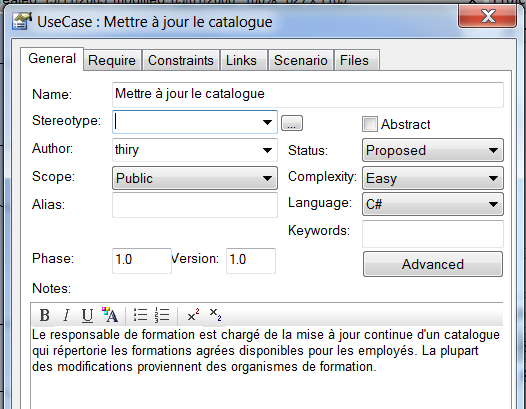 UseCase : Mettre à jour le catalogue
General Require Constraints Links Scenario Files
Name: Mettre à jour le catalogue
Stereotype: ... Abstract
Author: thiry Status: Proposed
Scope: Public Complexity: Easy
Alias: Language: C#
Keywords:
Phase: 1.0 Version: 1.0 Advanced
Notes:
B I U A x² x₂
Le responsable de formation est chargé de la mise à jour continue d'un catalogue
qui répertorie les formations agrées disponibles pour les employés. La plupart
des modifications proviennent des organismes de formation.